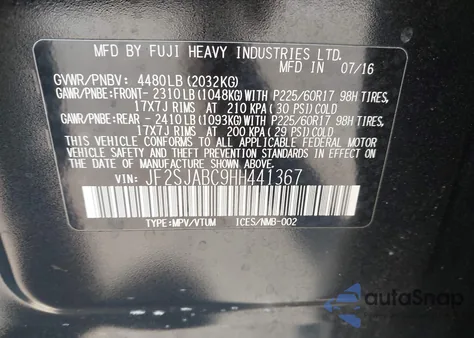 MFD BY FUJI HEAVY INDUSTRIES LTD.
MFD IN 07/16
GVWR/PNBV: 4480LB(2032KG)
GAWR/PNBE:FRONT-2310LB(1048KG)WITH P225/60R17 98H TIRES,
17X7J RIMS AT 210 KPA(30 PSI)COLD
GAWR/PNBE:REAR -2410LB(1093KG)WITH P225/60R17 98H TIRES,
17X7J RIMS AT 200 KPA(29 PSI)COLD
THIS VEHICLE CONFORMS TO ALL APPLICABLE FEDERAL MOTOR
VEHICLE SAFETY AND BUMPER STANDARDS IN EFFECT ON THE
DATE OF MANUFACTURE SHOWN ABOVE.
VIN: JF2SJABC9HH441367
TYPE:MPV/VTUM ICES/NMB-002
autoSnap